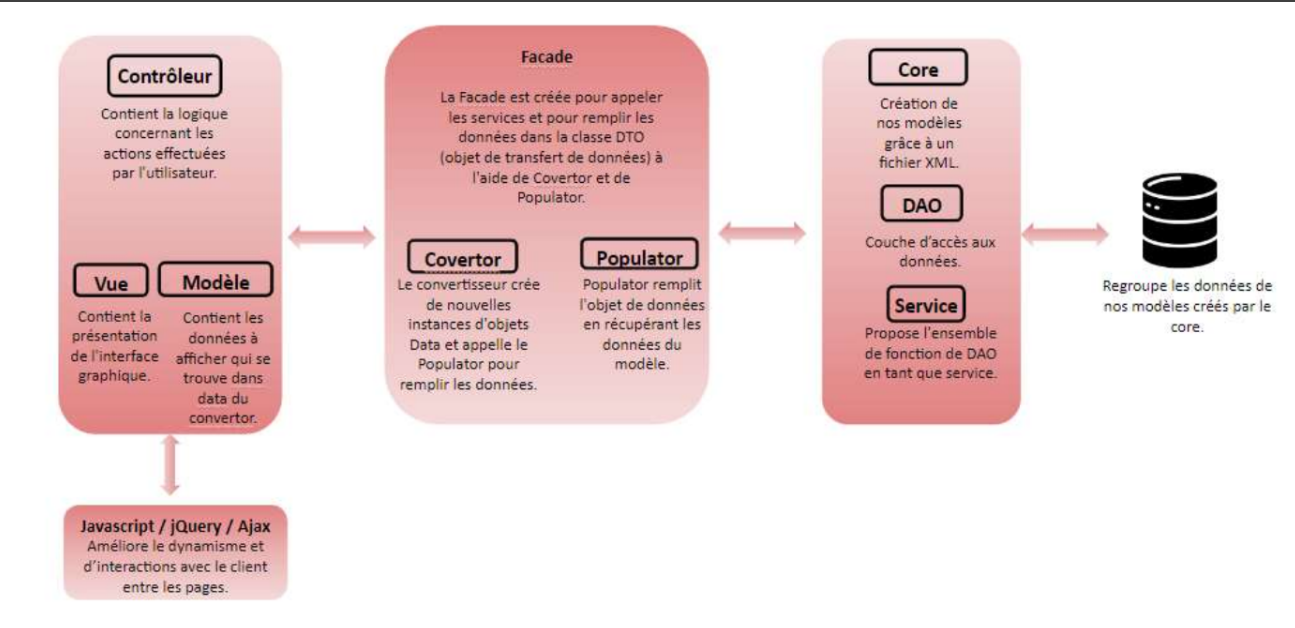 Contrôleur
Contient la logique
concernant les
actions effectuées
par l'utilisateur.
Vue
Contient la
présentation
de l'interface
graphique.
Modèle
Contient les
données à
afficher qui se
trouve dans
data du
convertor.
Javascript / jQuery / Ajax
Améliore le dynamisme et
d'interactions avec le client
entre les pages.
Facade
La Facade est créée pour appeler
les services et pour remplir les
données dans la classe DTO
(objet de transfert de données) à
l'aide de Covertor et de
Populator.
Covertor
Le convertisseur crée
de nouvelles
instances d'objets
Data et appelle le
Populator pour
remplir les données.
Populator
Populator remplit
l'objet de données
en récupérant les
données du
modèle.
Core
Création de
nos modèles
grâce à un
fichier XML.
DAO
Couche d'accès aux
données.
Service
Propose l'ensemble
de fonction de DAO
en tant que service.
Regroupe les données de
nos modèles créés par le
core.